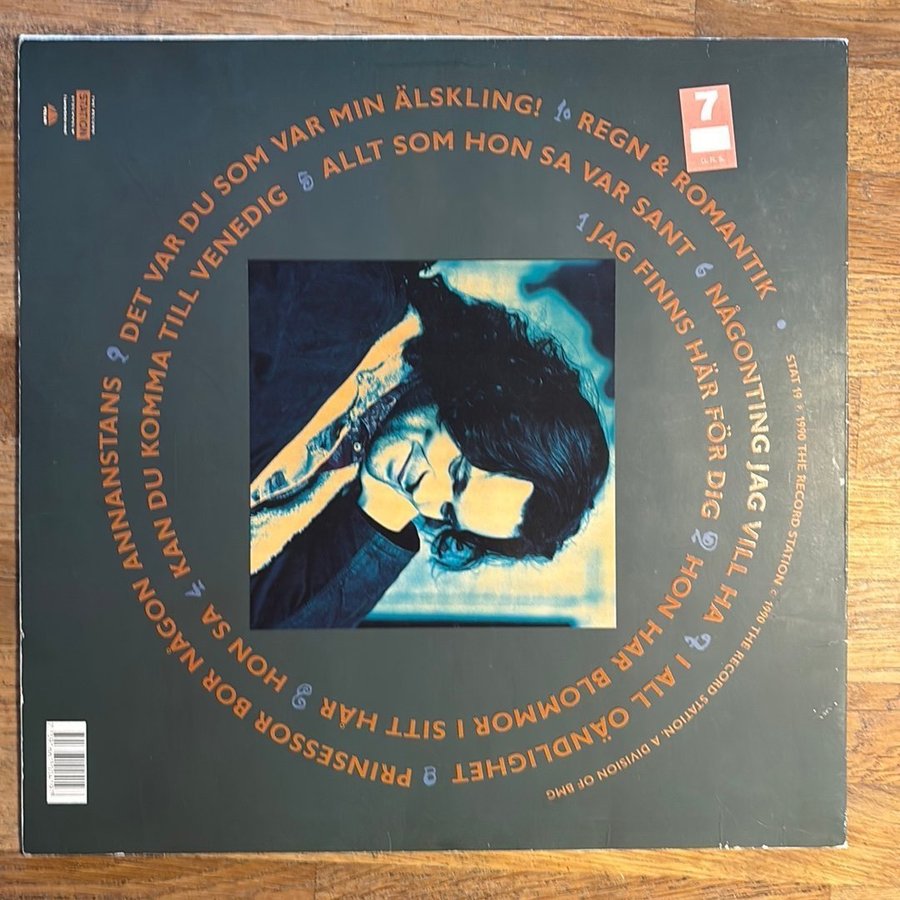 1 JAG FINNS HÄR FÖR DIG
2 HON HAR BLOMMOR I SITT HÅR
3 HON SA
4 KAN DU KOMMA TILL VENEDIG
5 ALLT SOM HON SA VAR SANT
6 NÅGONTING JAG VILL HA
7 I ALL OÄNDLIGHET
8 PRINSESSOR BOR NÅGON ANNANSTANS
9 DET VAR DU SOM VAR MIN ÄLSKLING!
10 REGN & ROMANTIK
STAT 19 ℗ 1990 THE RECORD STATION © 1990 THE RECORD STATION, A DIVISION OF BMG
7
STATION